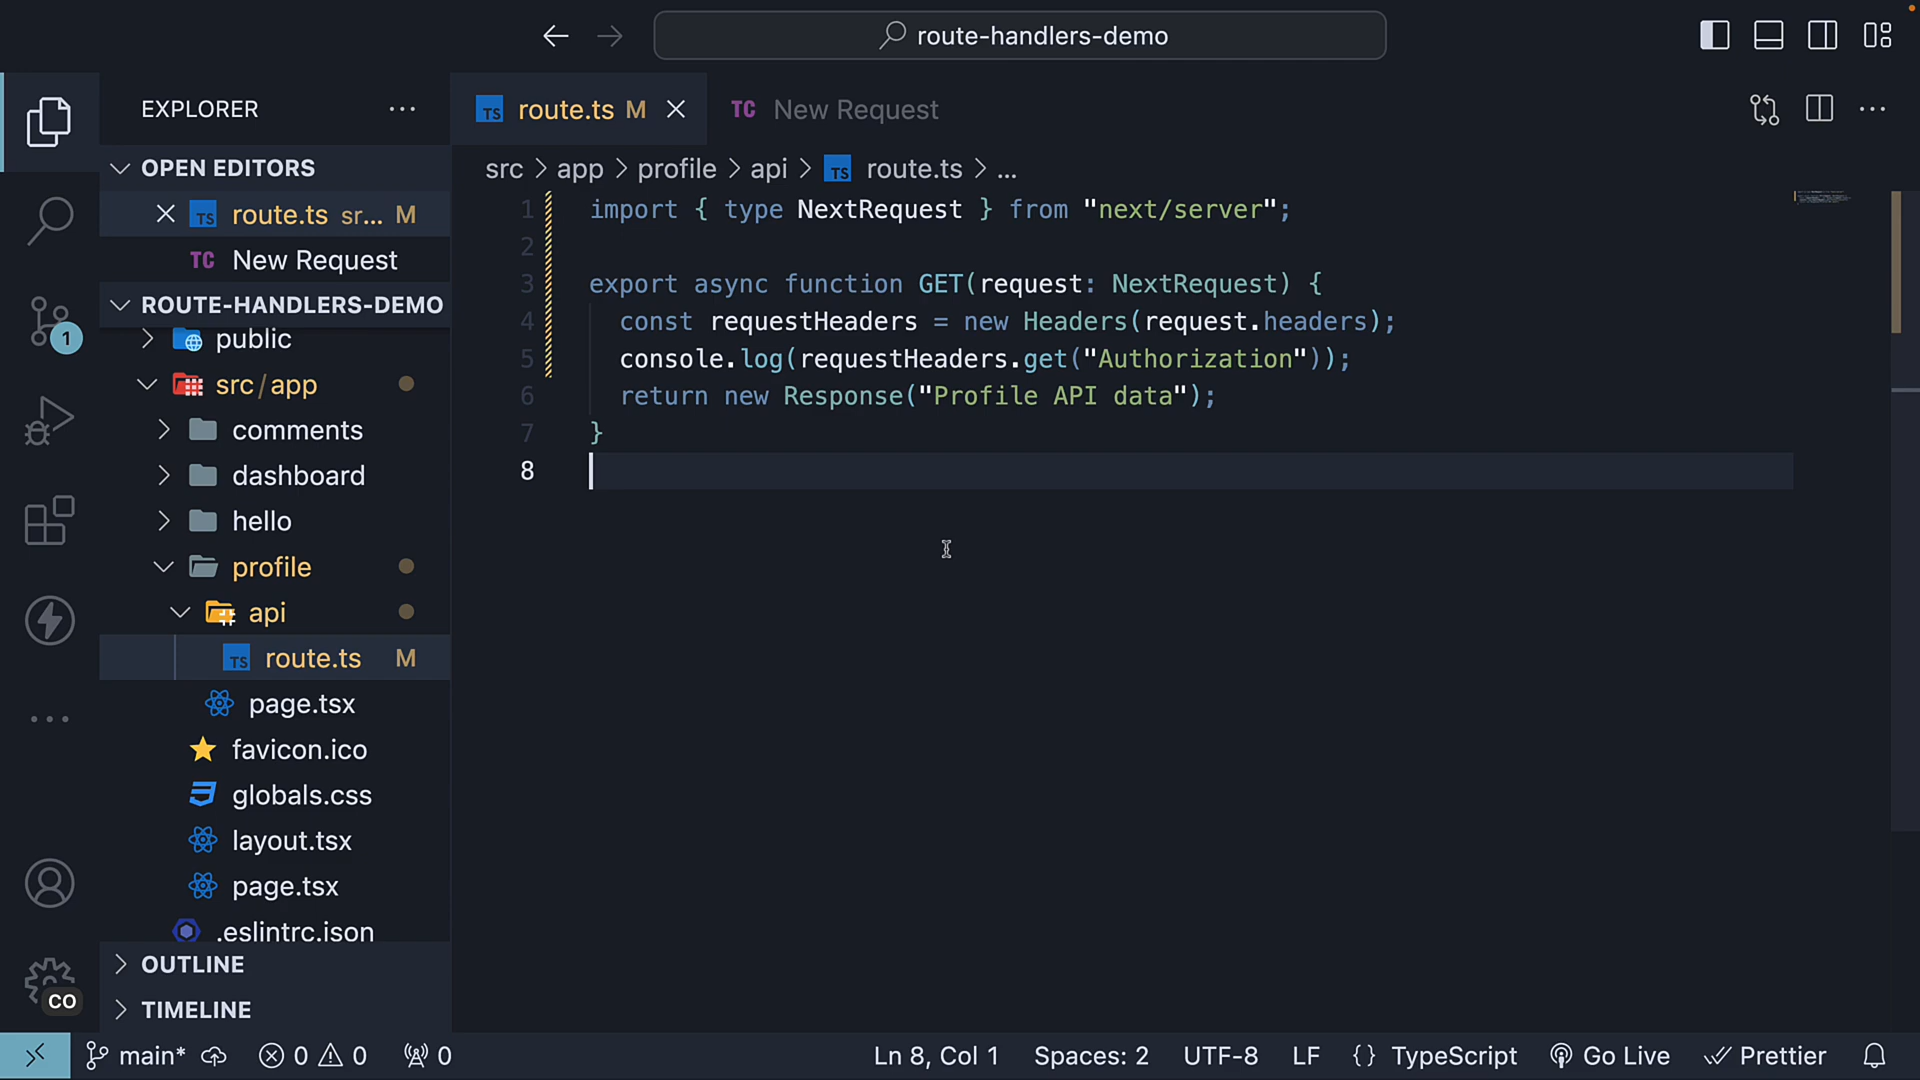 route-handlers-demo
EXPLORER
TS route.ts M
TC New Request
OPEN EDITORS
src > app > profile > api > TS route.ts > ...
TS route.ts sr... M
TC New Request
ROUTE-HANDLERS-DEMO
public
src/app
comments
dashboard
hello
profile
api
TS route.ts M
page.tsx
favicon.ico
globals.css
layout.tsx
page.tsx
.eslintrc.json
OUTLINE
TIMELINE
1
CO
1 import { type NextRequest } from "next/server";
2
3 export async function GET(request: NextRequest) {
4 const requestHeaders = new Headers(request.headers);
5 console.log(requestHeaders.get("Authorization"));
6 return new Response("Profile API data");
7 }
8
main* 0 0 0 Ln 8, Col 1 Spaces: 2 UTF-8 LF {} TypeScript Go Live Prettier